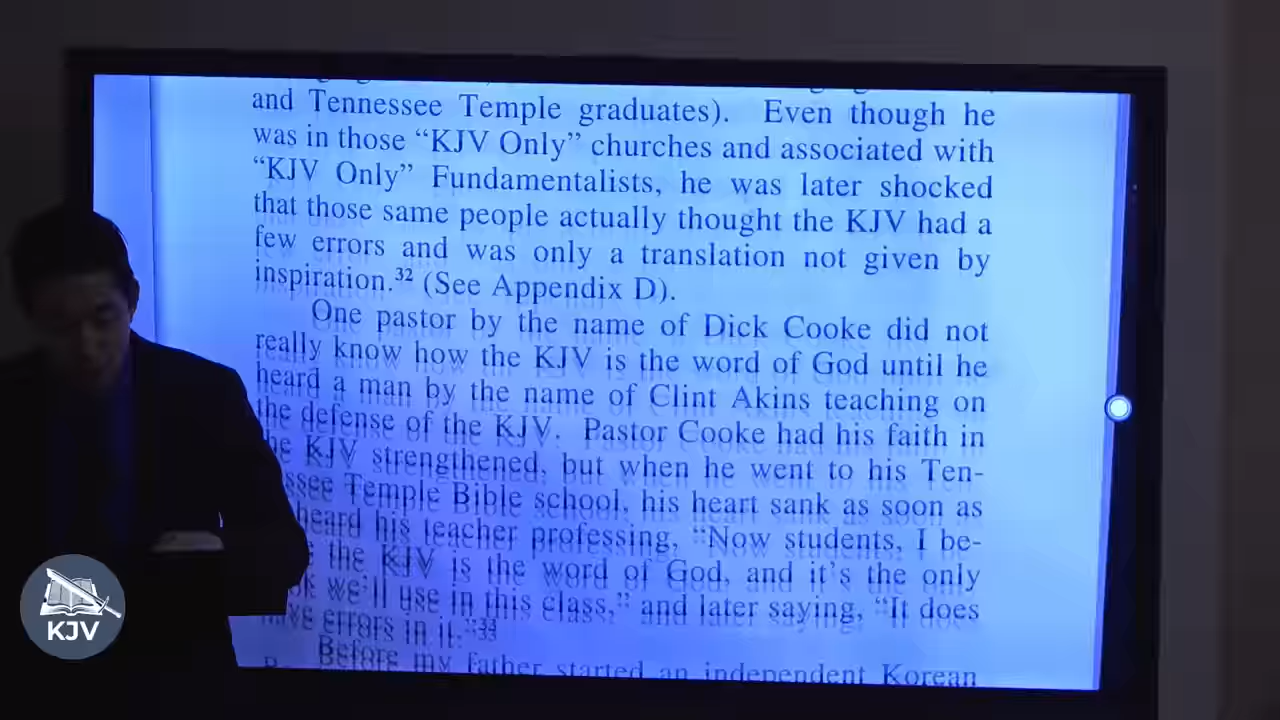 and Tennessee Temple graduates). Even though he
was in those “KJV Only” churches and associated with
“KJV Only” Fundamentalists, he was later shocked
that those same people actually thought the KJV had a
few errors and was only a translation not given by
inspiration.32 (See Appendix D).
One pastor by the name of Dick Cooke did not
really know how the KJV is the word of God until he
heard a man by the name of Clint Akins teaching on
the defense of the KJV. Pastor Cooke had his faith in
he KJV strengthened, but when he went to his Ten-
ssee Temple Bible school, his heart sank as soon as
heard his teacher professing, “Now students, I be-
the KJV is the word of God, and it’s the only
ok we’ll use in this class,” and later saying, “It does
have errors in it.”33
Before my father started an independent Korean
KJV